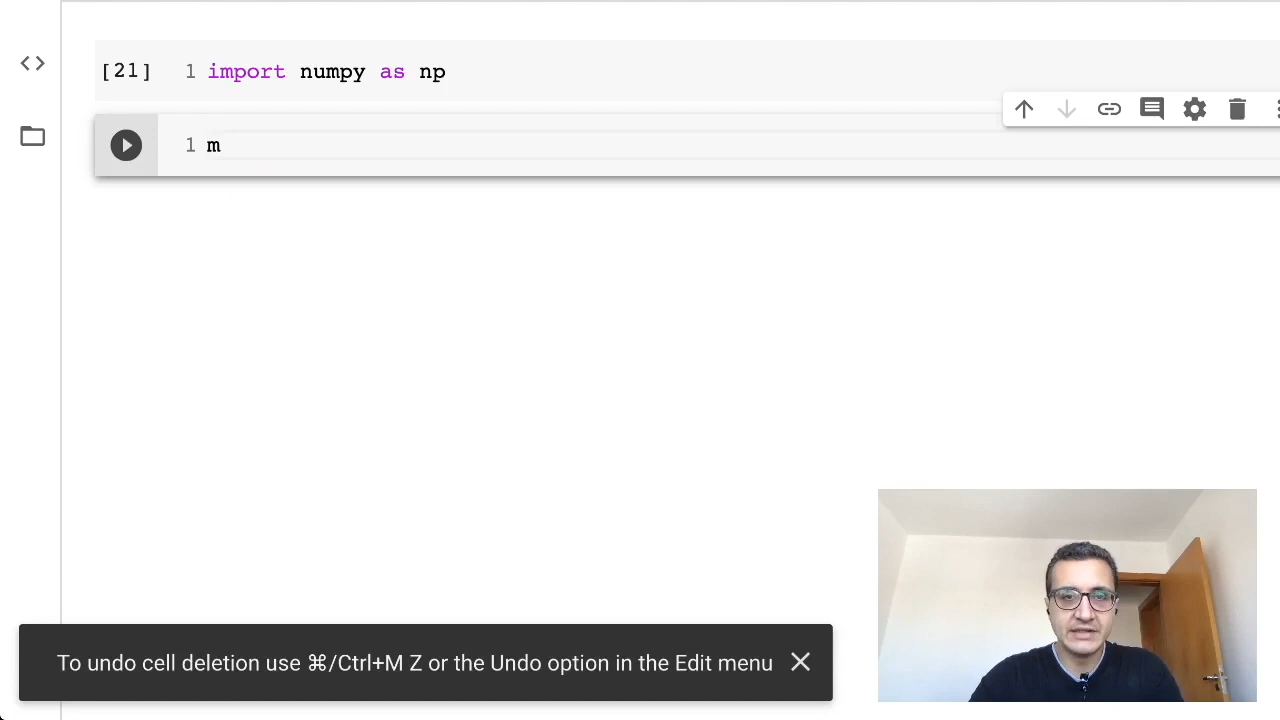 [21] 1 import numpy as np
1 m
To undo cell deletion use ⌘/Ctrl+M Z or the Undo option in the Edit menu